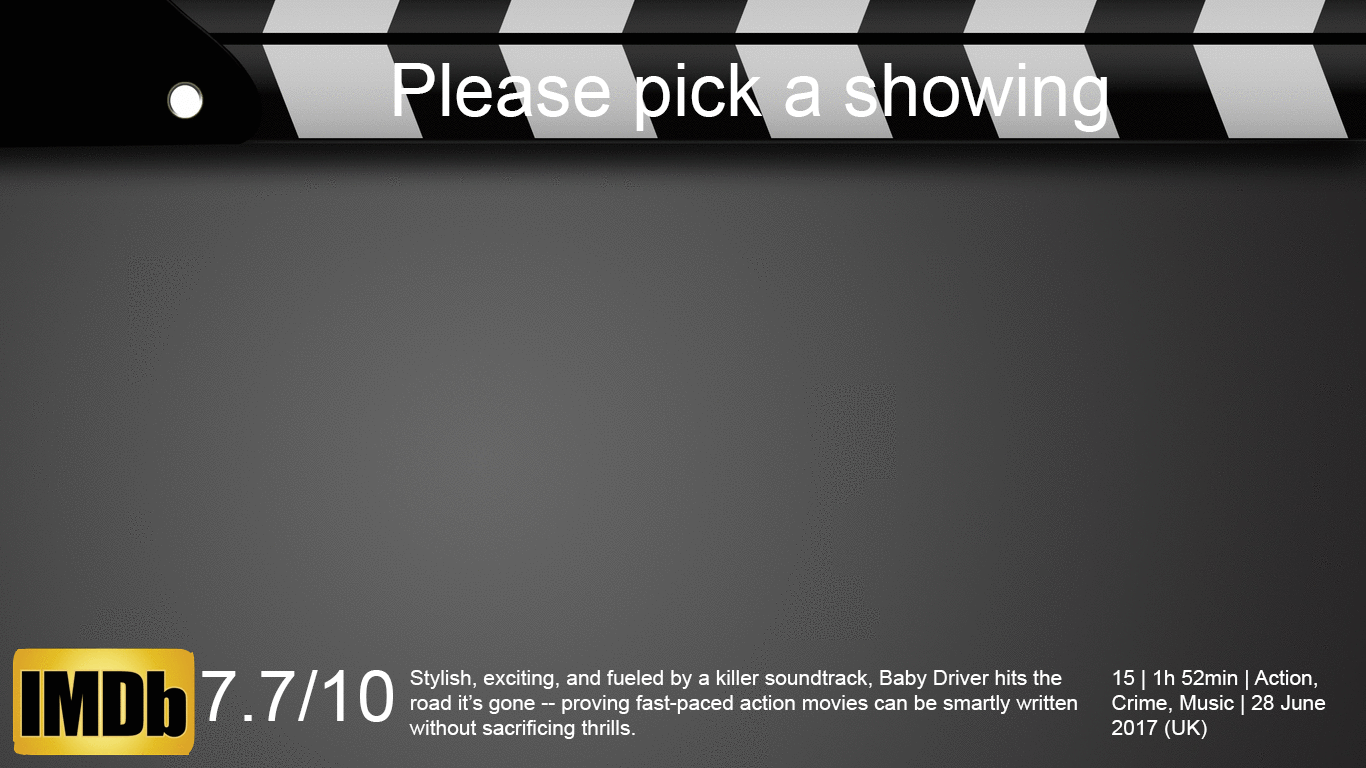 Please pick a showing
IMDb 7.7/10
Stylish, exciting, and fueled by a killer soundtrack, Baby Driver hits the
road it’s gone -- proving fast-paced action movies can be smartly written
without sacrificing thrills.
15 | 1h 52min | Action,
Crime, Music | 28 June
2017 (UK)